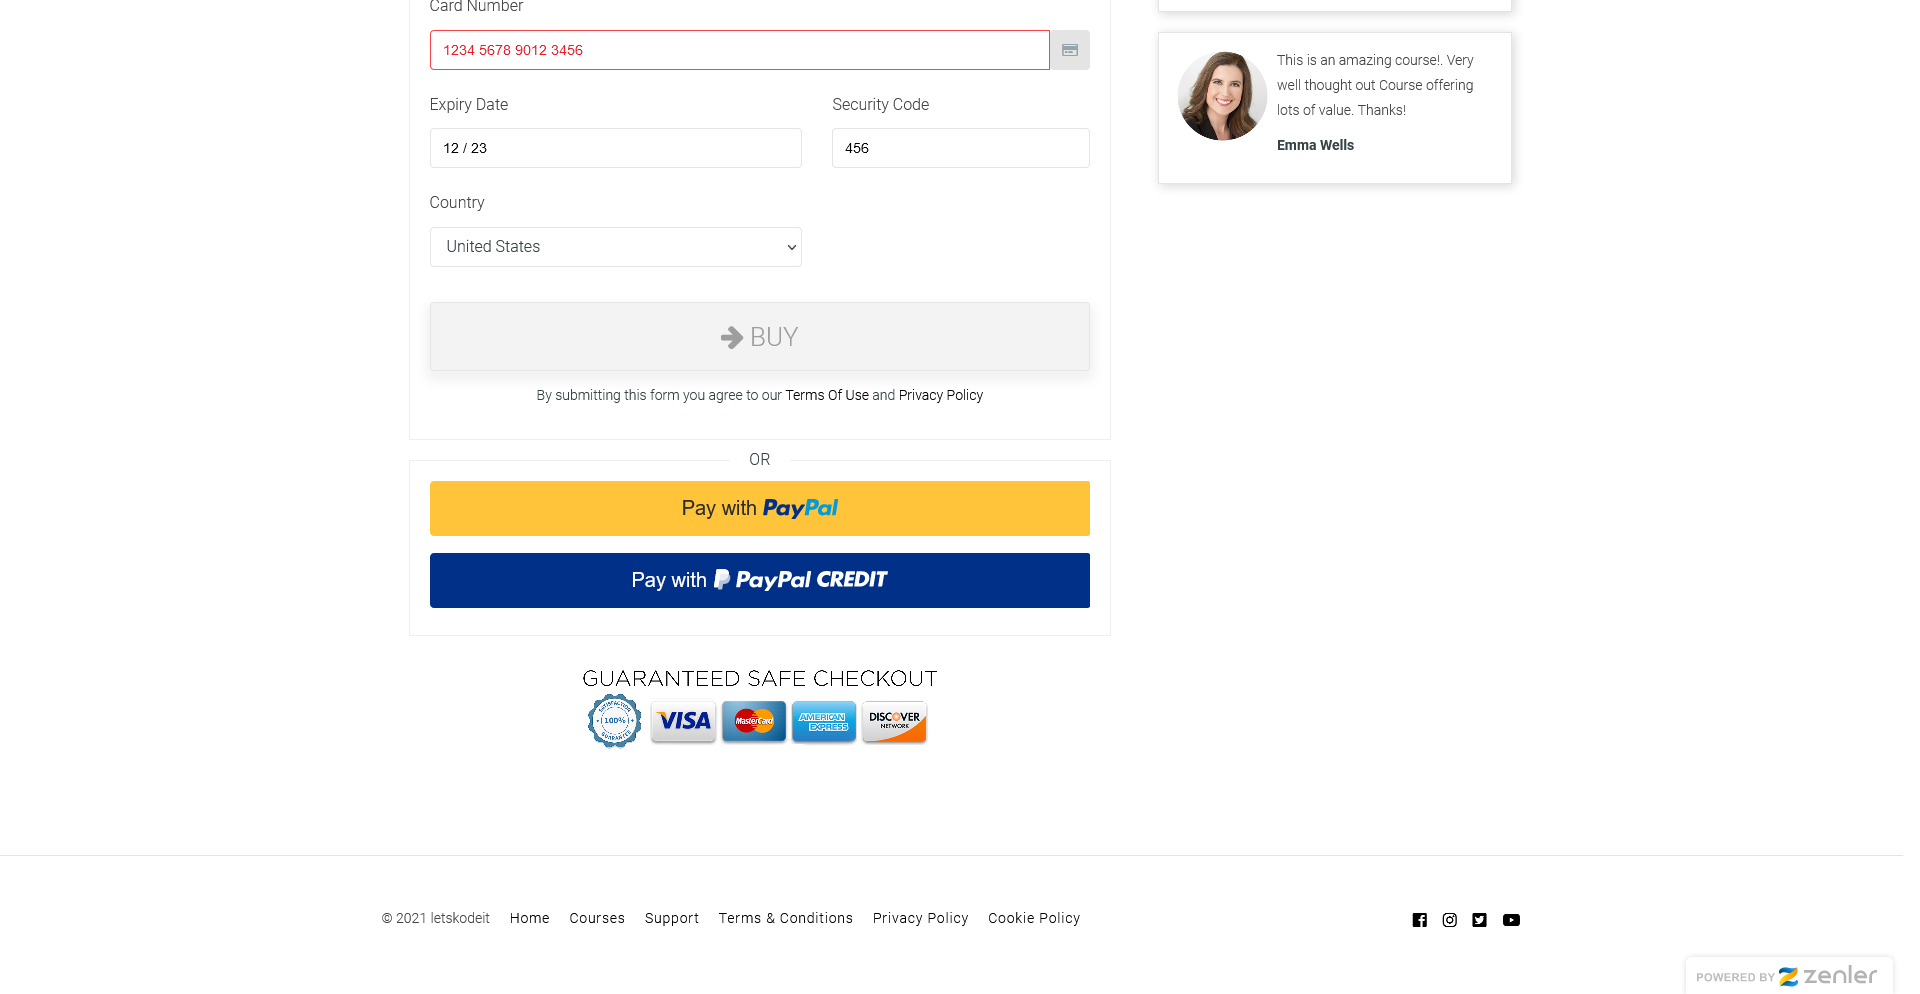 Card Number
1234 5678 9012 3456
Expiry Date
Security Code
12 / 23
456
Country
United States
BUY
By submitting this form you agree to our Terms Of Use and Privacy Policy
OR
Pay with PayPal
Pay with PayPal CREDIT
GUARANTEED SAFE CHECKOUT
SATISFACTION
100%
GUARANTEE
VISA
MasterCard
AMERICAN EXPRESS
DISCOVER
NETWORK
This is an amazing course!. Very
well thought out Course offering
lots of value. Thanks!
Emma Wells
© 2021 letskodeit
Home
Courses
Support
Terms & Conditions
Privacy Policy
Cookie Policy
POWERED BY zenler